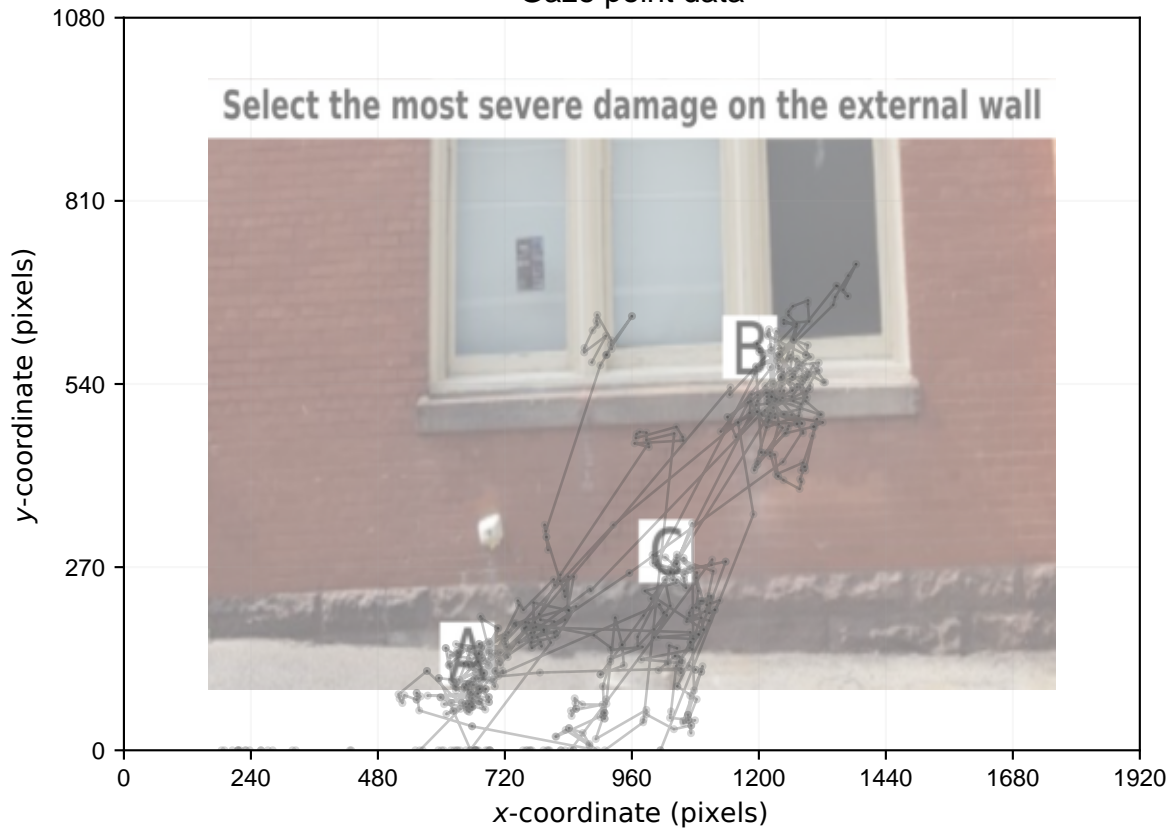 Gaze point data
1080
Select the most severe damage on the external wall
810
B
540
C
270
A
0
0 240 480 720 960 1200 1440 1680 1920
y-coordinate (pixels)
x-coordinate (pixels)